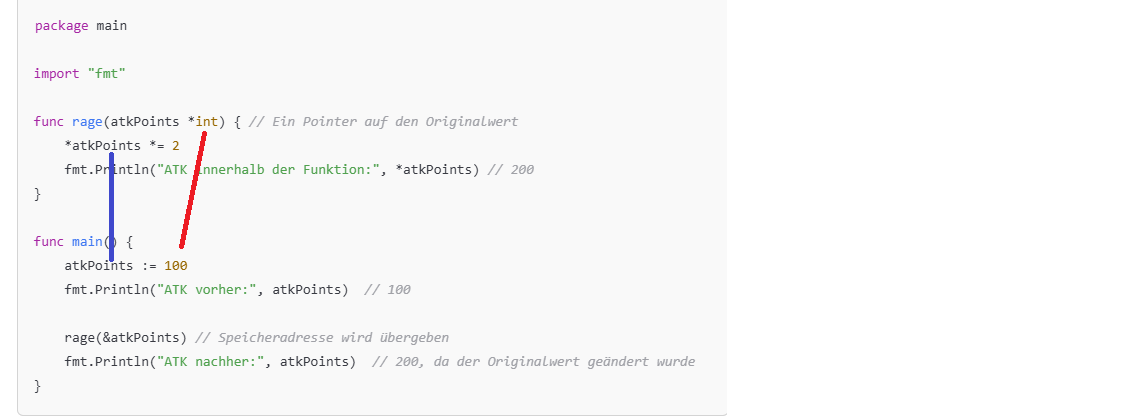 package main
import "fmt"
func rage(atkPoints *int) { // Ein Pointer auf den Originalwert
*atkPoints *= 2
fmt.Println("ATK innerhalb der Funktion:", *atkPoints) // 200
}
func main() {
atkPoints := 100
fmt.Println("ATK vorher:", atkPoints) // 100
rage(&atkPoints) // Speicheradresse wird übergeben
fmt.Println("ATK nachher:", atkPoints) // 200, da der Originalwert geändert wurde
}